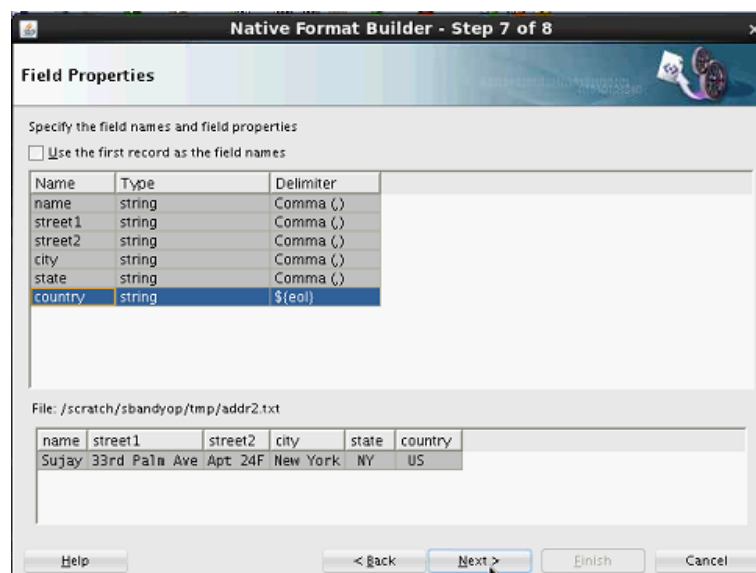 Native Format Builder - Step 7 of 8
Field Properties
Specify the field names and field properties
Use the first record as the field names
Name Type Delimiter
name string Comma (,)
street1 string Comma (,)
street2 string Comma (,)
city string Comma (,)
state string Comma (,)
country string ${eol}
File: /scratch/sbandyop/tmp/addr2.txt
name street1 street2 city state country
Sujay 33rd Palm Ave Apt 24F New York NY US
Help < Back Next > Finish Cancel